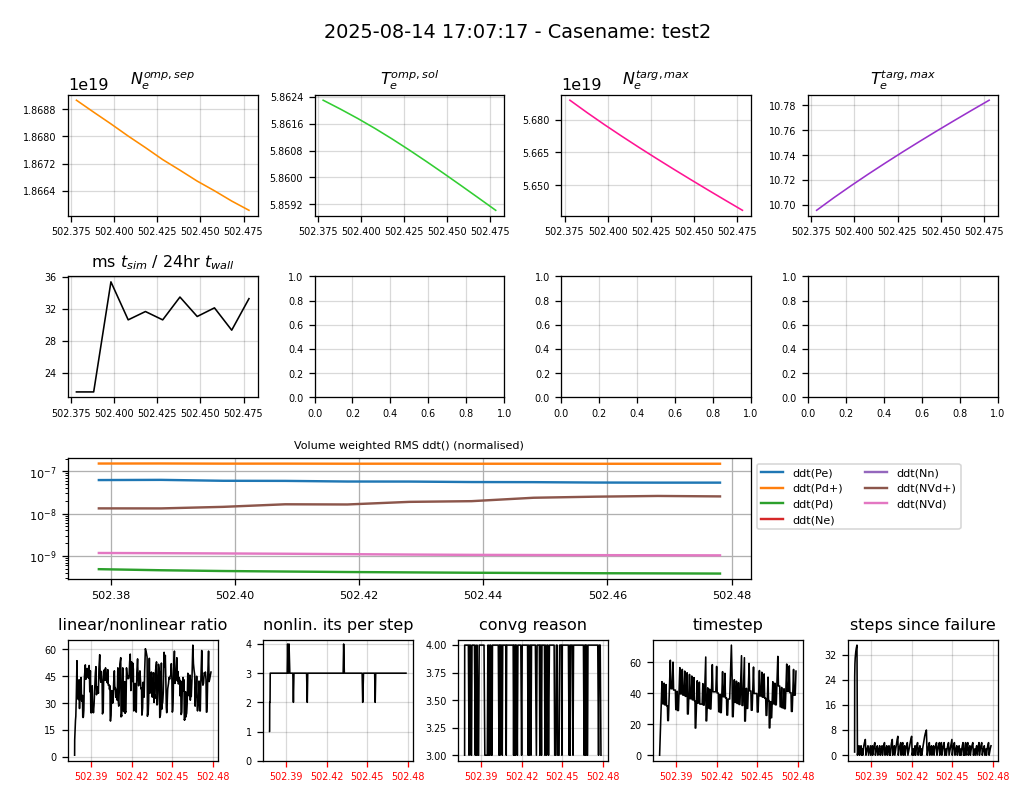 2025-08-14 17:07:17 - Casename: test2
1e19 N_e^{omp,sep}
T_e^{omp,sol}
1e19 N_e^{targ,max}
T_e^{targ,max}
1.8688
1.8680
1.8672
1.8664
502.375 502.400 502.425 502.450 502.475
5.8624
5.8616
5.8608
5.8600
5.8592
502.375 502.400 502.425 502.450 502.475
5.680
5.665
5.650
502.375 502.400 502.425 502.450 502.475
10.78
10.76
10.74
10.72
10.70
502.375 502.400 502.425 502.450 502.475
ms t_{sim} / 24hr t_{wall}
36
32
28
24
502.375 502.400 502.425 502.450 502.475
1.0
0.8
0.6
0.4
0.2
0.0
0.0 0.2 0.4 0.6 0.8 1.0
1.0
0.8
0.6
0.4
0.2
0.0
0.0 0.2 0.4 0.6 0.8 1.0
1.0
0.8
0.6
0.4
0.2
0.0
0.0 0.2 0.4 0.6 0.8 1.0
Volume weighted RMS ddt() (normalised)
10^{-7}
10^{-8}
10^{-9}
502.38 502.40 502.42 502.44 502.46 502.48
ddt(Pe)
ddt(Pd+)
ddt(Pd)
ddt(Ne)
ddt(Nn)
ddt(NVd+)
ddt(NVd)
linear/nonlinear ratio
60
45
30
15
0
502.39 502.42 502.45 502.48
nonlin. its per step
4
3
2
1
0
502.39 502.42 502.45 502.48
convg reason
4.00
3.75
3.50
3.25
3.00
502.39 502.42 502.45 502.48
timestep
60
40
20
0
502.39 502.42 502.45 502.48
steps since failure
32
24
16
8
0
502.39 502.42 502.45 502.48